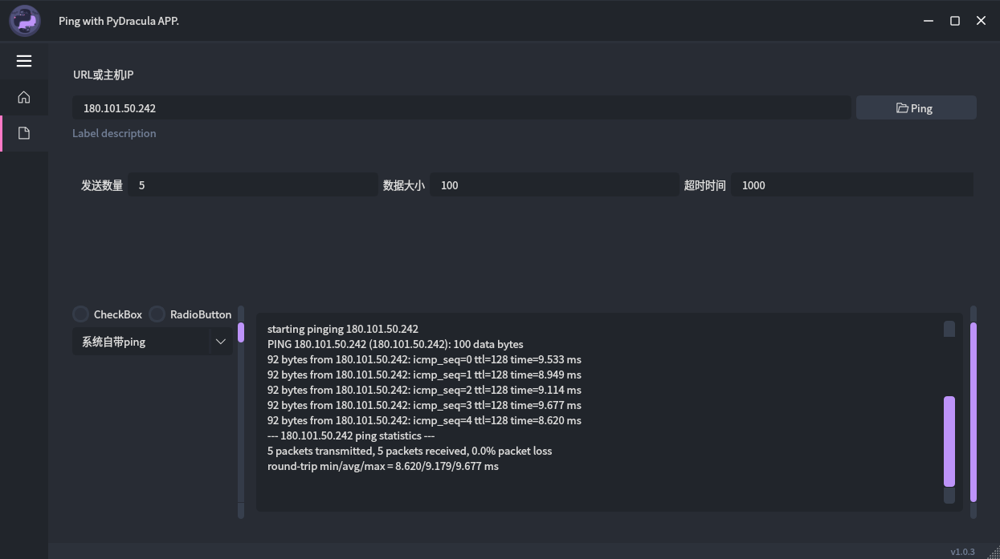 Ping with PyDracula APP.
URL或主机IP
180.101.50.242
Ping
Label description
发送数量 5 数据大小 100 超时时间 1000
CheckBox RadioButton
系统自带ping
starting pinging 180.101.50.242
PING 180.101.50.242 (180.101.50.242): 100 data bytes
92 bytes from 180.101.50.242: icmp_seq=0 ttl=128 time=9.533 ms
92 bytes from 180.101.50.242: icmp_seq=1 ttl=128 time=8.949 ms
92 bytes from 180.101.50.242: icmp_seq=2 ttl=128 time=9.114 ms
92 bytes from 180.101.50.242: icmp_seq=3 ttl=128 time=9.677 ms
92 bytes from 180.101.50.242: icmp_seq=4 ttl=128 time=8.620 ms
--- 180.101.50.242 ping statistics ---
5 packets transmitted, 5 packets received, 0.0% packet loss
round-trip min/avg/max = 8.620/9.179/9.677 ms
v1.0.3